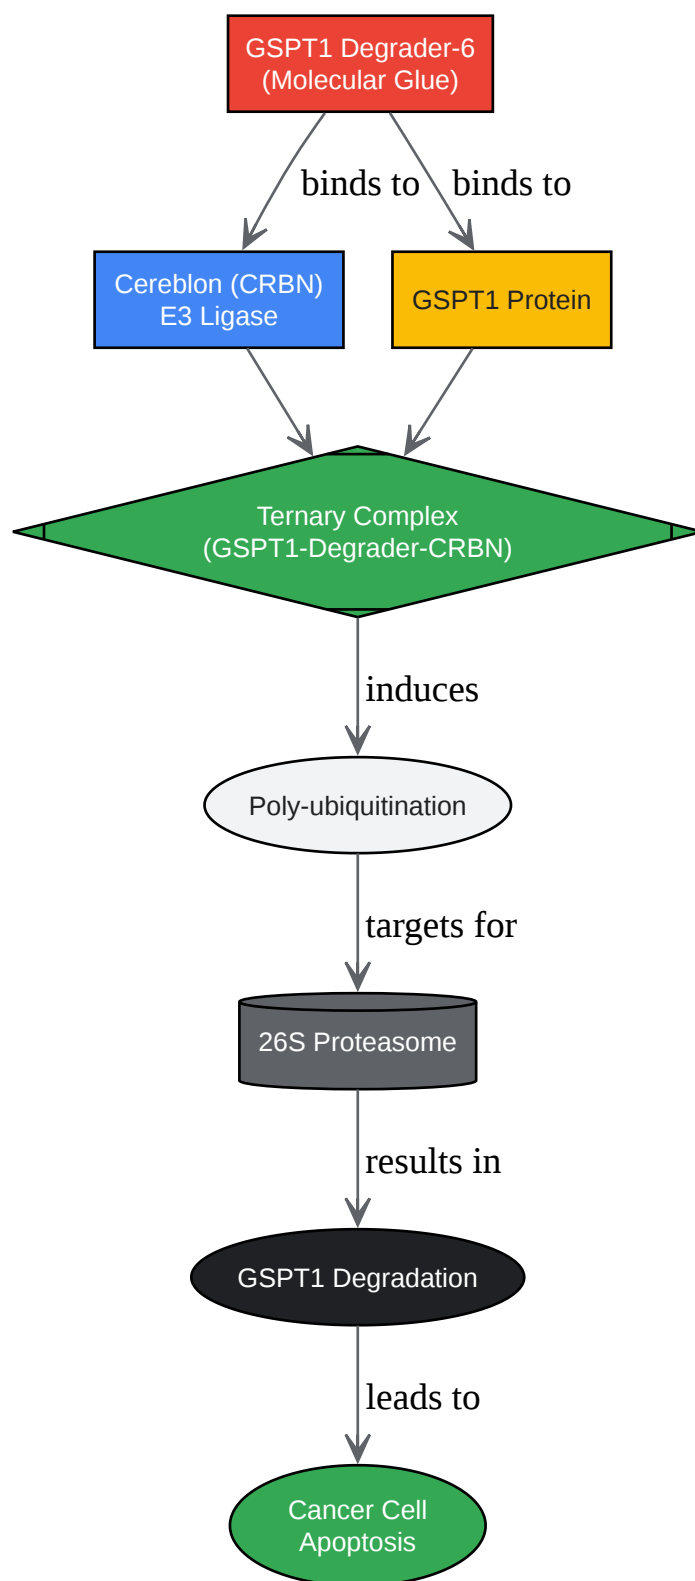 GSPT1 Degrader-6
(Molecular Glue)
binds to
binds to
Cereblon (CRBN)
E3 Ligase
GSPT1 Protein
Ternary Complex
(GSPT1-Degrader-CRBN)
induces
Poly-ubiquitination
targets for
26S Proteasome
results in
GSPT1 Degradation
leads to
Cancer Cell
Apoptosis